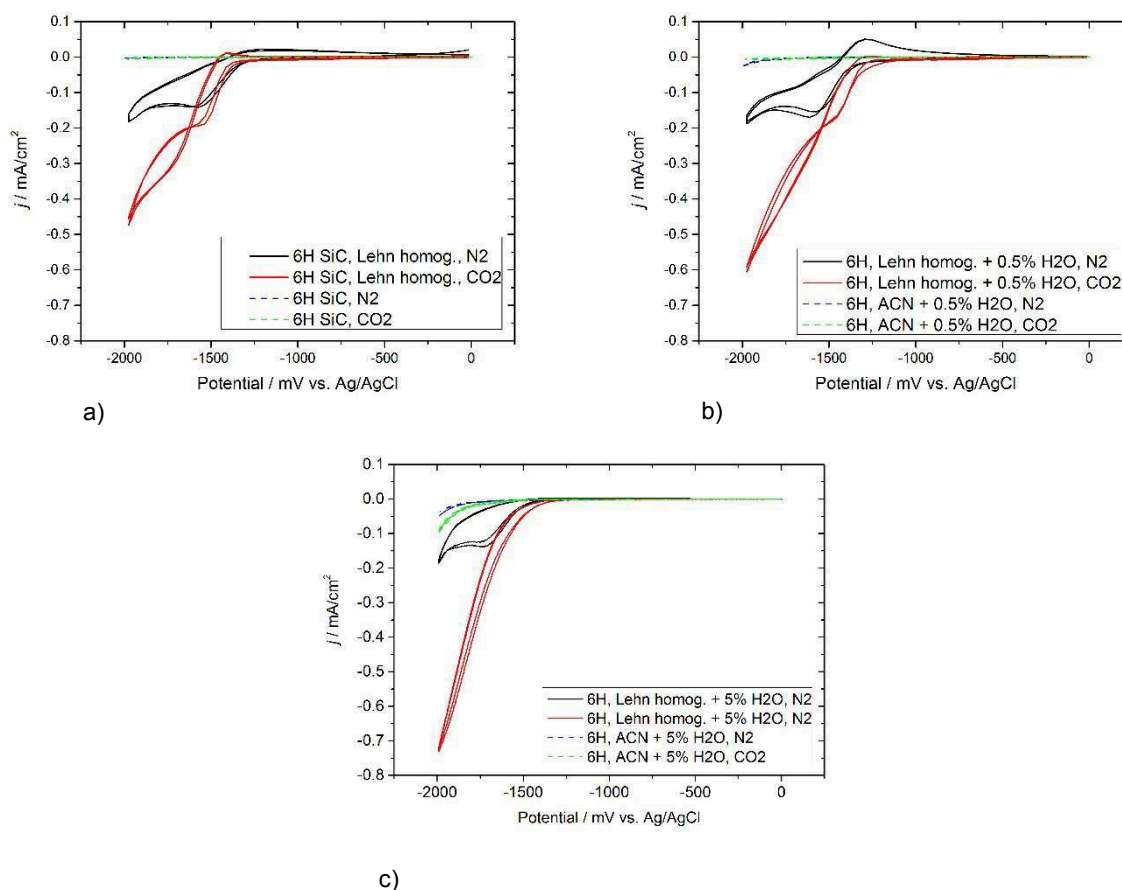 0.1
0.0
-0.1
-0.2
-0.3
-0.4
-0.5
-0.6
-0.7
-0.8
j / mA/cm²
6H SiC, Lehn homog., N2
6H SiC, Lehn homog., CO2
6H SiC, N2
6H SiC, CO2
-2000 -1500 -1000 -500 0
Potential / mV vs. Ag/AgCl
a)
0.1
0.0
-0.1
-0.2
-0.3
-0.4
-0.5
-0.6
-0.7
-0.8
j / mA/cm²
6H, Lehn homog. + 0.5% H2O, N2
6H, Lehn homog. + 0.5% H2O, CO2
6H, ACN + 0.5% H2O, N2
6H, ACN + 0.5% H2O, CO2
-2000 -1500 -1000 -500 0
Potential / mV vs. Ag/AgCl
b)
0.1
0.0
-0.1
-0.2
-0.3
-0.4
-0.5
-0.6
-0.7
-0.8
j / mA/cm²
6H, Lehn homog. + 5% H2O, N2
6H, Lehn homog. + 5% H2O, N2
6H, ACN + 5% H2O, N2
6H, ACN + 5% H2O, CO2
-2000 -1500 -1000 -500 0
Potential / mV vs. Ag/AgCl
c)